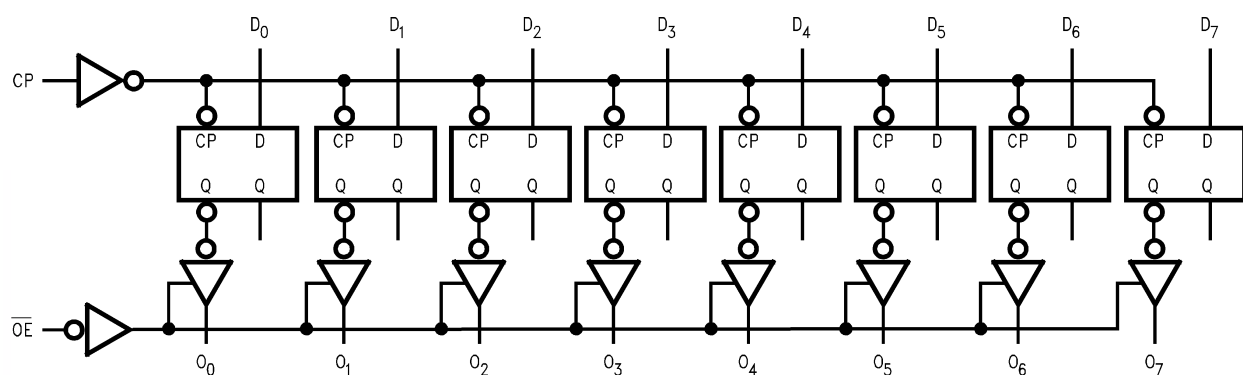 D0 D1 D2 D3 D4 D5 D6 D7
CP
CP D CP D CP D CP D CP D CP D CP D CP D
Q Q Q Q Q Q Q Q Q Q Q Q Q Q Q Q
O̅E̅
O0 O1 O2 O3 O4 O5 O6 O7